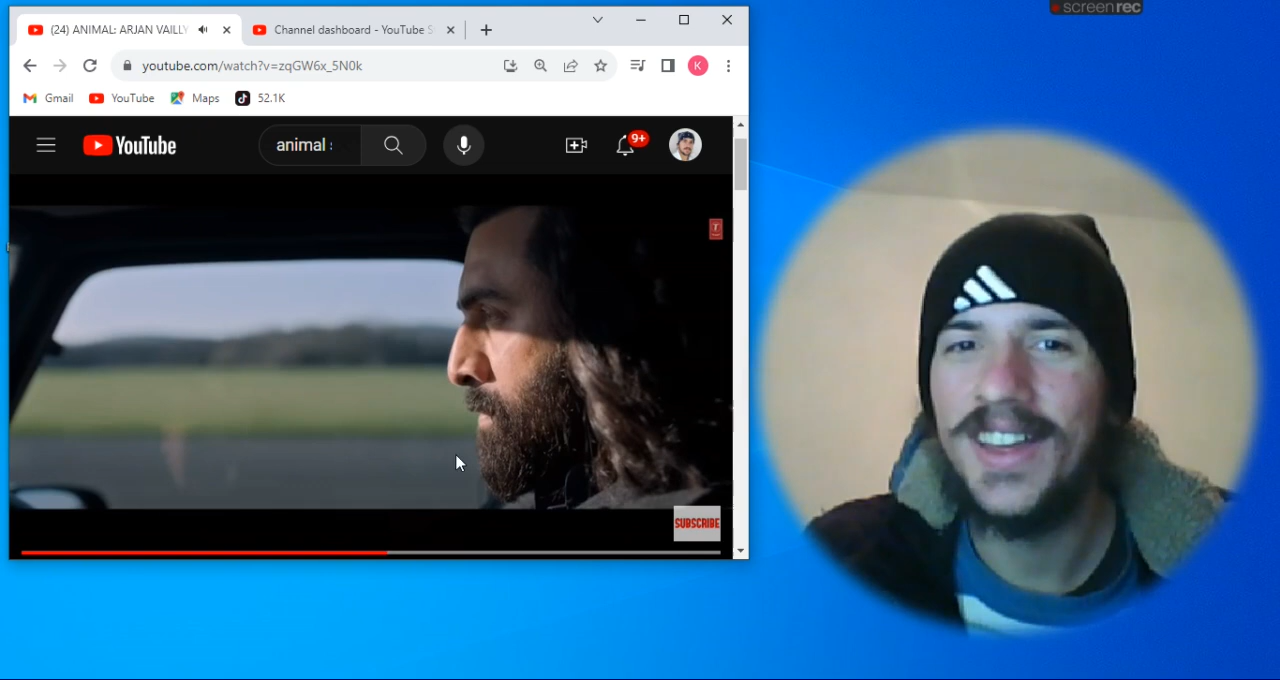 screenrec
(24) ANIMAL: ARJAN VAILLY
Channel dashboard - YouTube S
youtube.com/watch?v=zqGW6x_5N0k
K
Gmail
YouTube
Maps
52.1K
YouTube
animal
9+
T
SUBSCRIBE